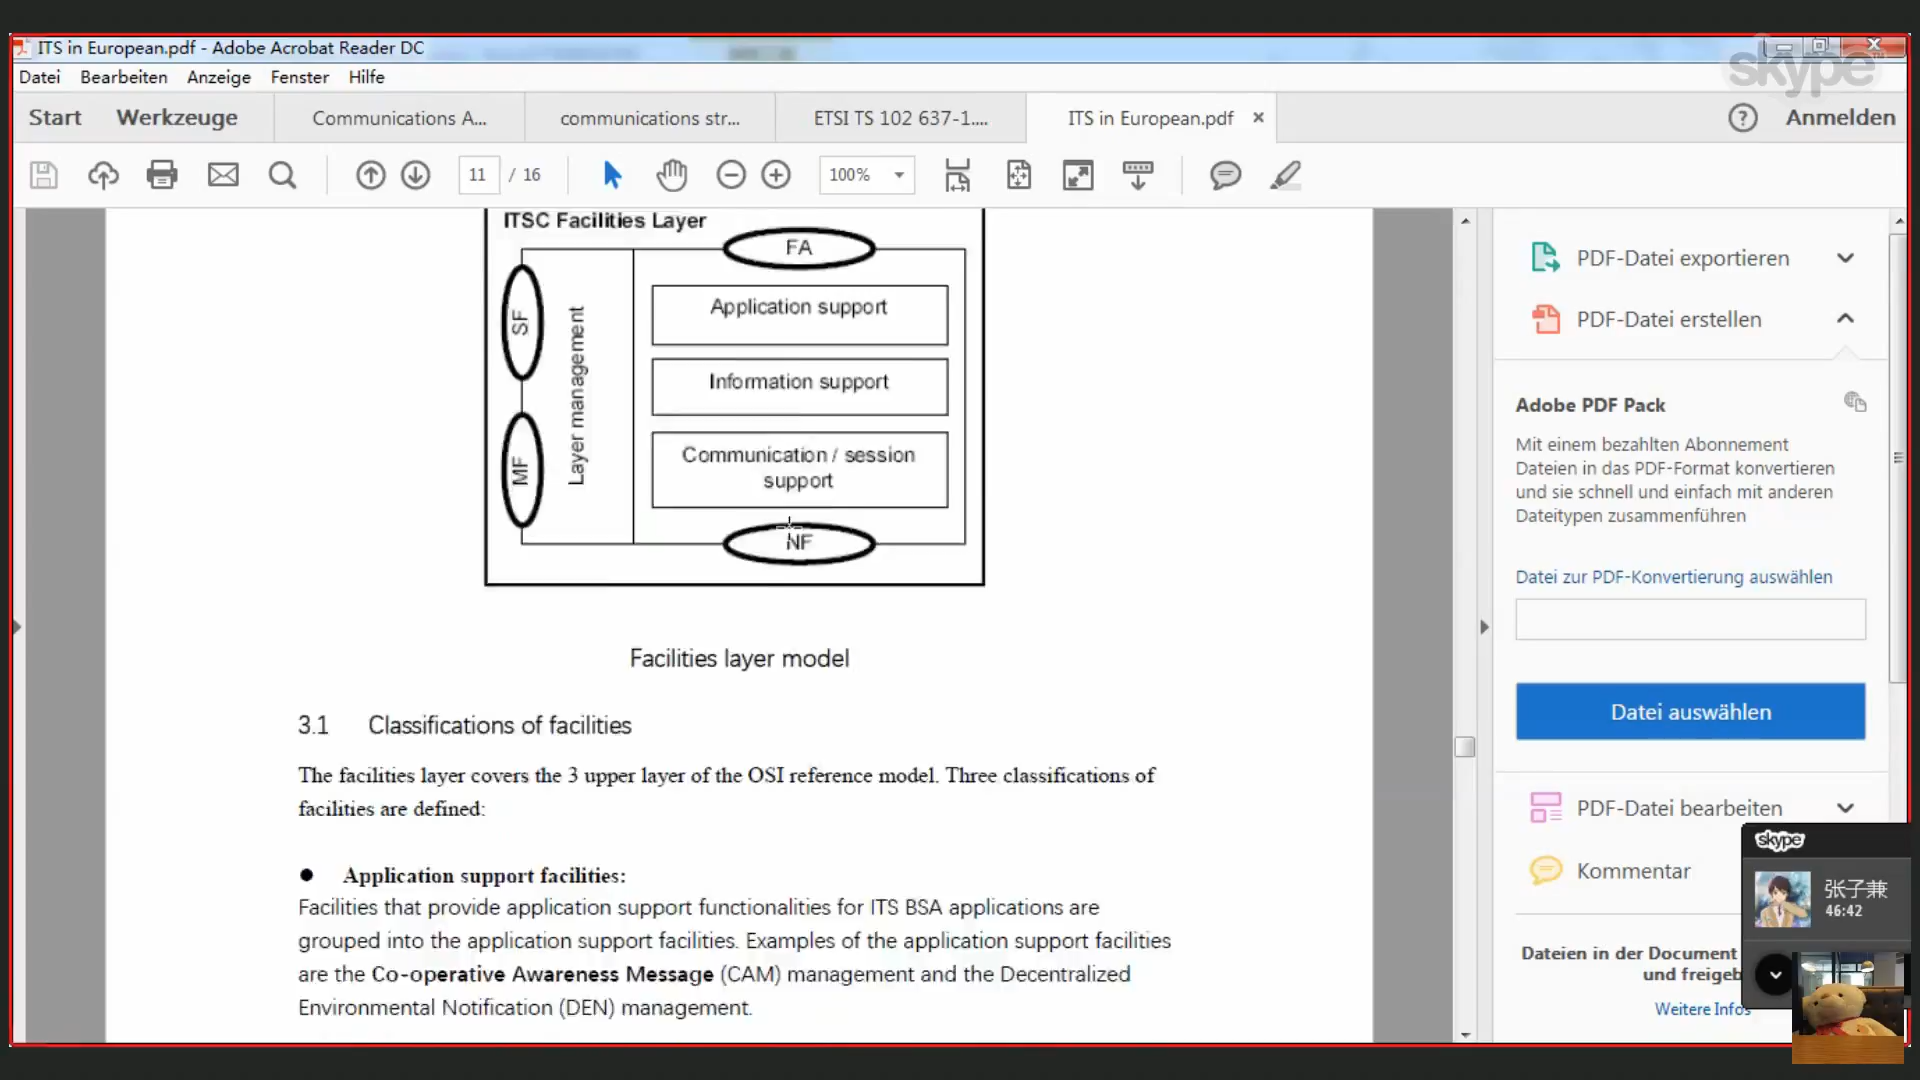 ITS in European.pdf - Adobe Acrobat Reader DC
skype™
Datei Bearbeiten Anzeige Fenster Hilfe
Start Werkzeuge Communications A... communications str... ETSI TS 102 637-1.... ITS in European.pdf × ? Anmelden
11 / 16 100%
ITSC Facilities Layer
FA
SF
MF
Layer management
Application support
Information support
Communication / session
support
NF
Facilities layer model
3.1 Classifications of facilities
The facilities layer covers the 3 upper layer of the OSI reference model. Three classifications of
facilities are defined:
● Application support facilities:
Facilities that provide application support functionalities for ITS BSA applications are
grouped into the application support facilities. Examples of the application support facilities
are the Co-operative Awareness Message (CAM) management and the Decentralized
Environmental Notification (DEN) management.
PDF-Datei exportieren
PDF-Datei erstellen
Adobe PDF Pack
Mit einem bezahlten Abonnement
Dateien in das PDF-Format konvertieren
und sie schnell und einfach mit anderen
Dateitypen zusammenführen
Datei zur PDF-Konvertierung auswählen
Datei auswählen
PDF-Datei bearbeiten
Kommentar
Dateien in der Document
und freigeb
Weitere Infos
skype
张子兼
46:42